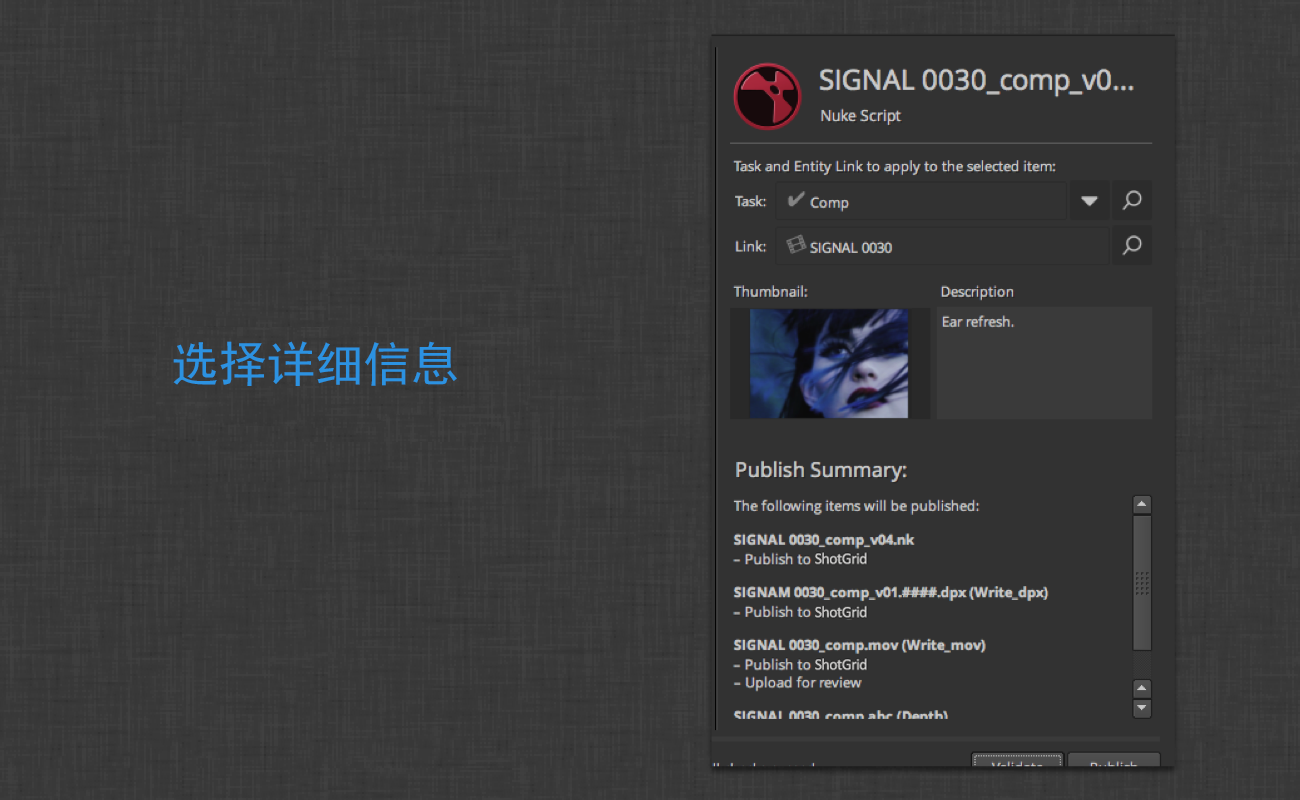 选择详细信息
SIGNAL 0030_comp_v0...
Nuke Script
Task and Entity Link to apply to the selected item:
Task: Comp
Link: SIGNAL 0030
Thumbnail: Description
Ear refresh.
Publish Summary:
The following items will be published:
SIGNAL 0030_comp_v04.nk
– Publish to ShotGrid
SIGNAM 0030_comp_v01.####.dpx (Write_dpx)
– Publish to ShotGrid
SIGNAL 0030_comp.mov (Write_mov)
– Publish to ShotGrid
– Upload for review
SIGNAL 0030_comp.abc (Depth)
Validate Publish